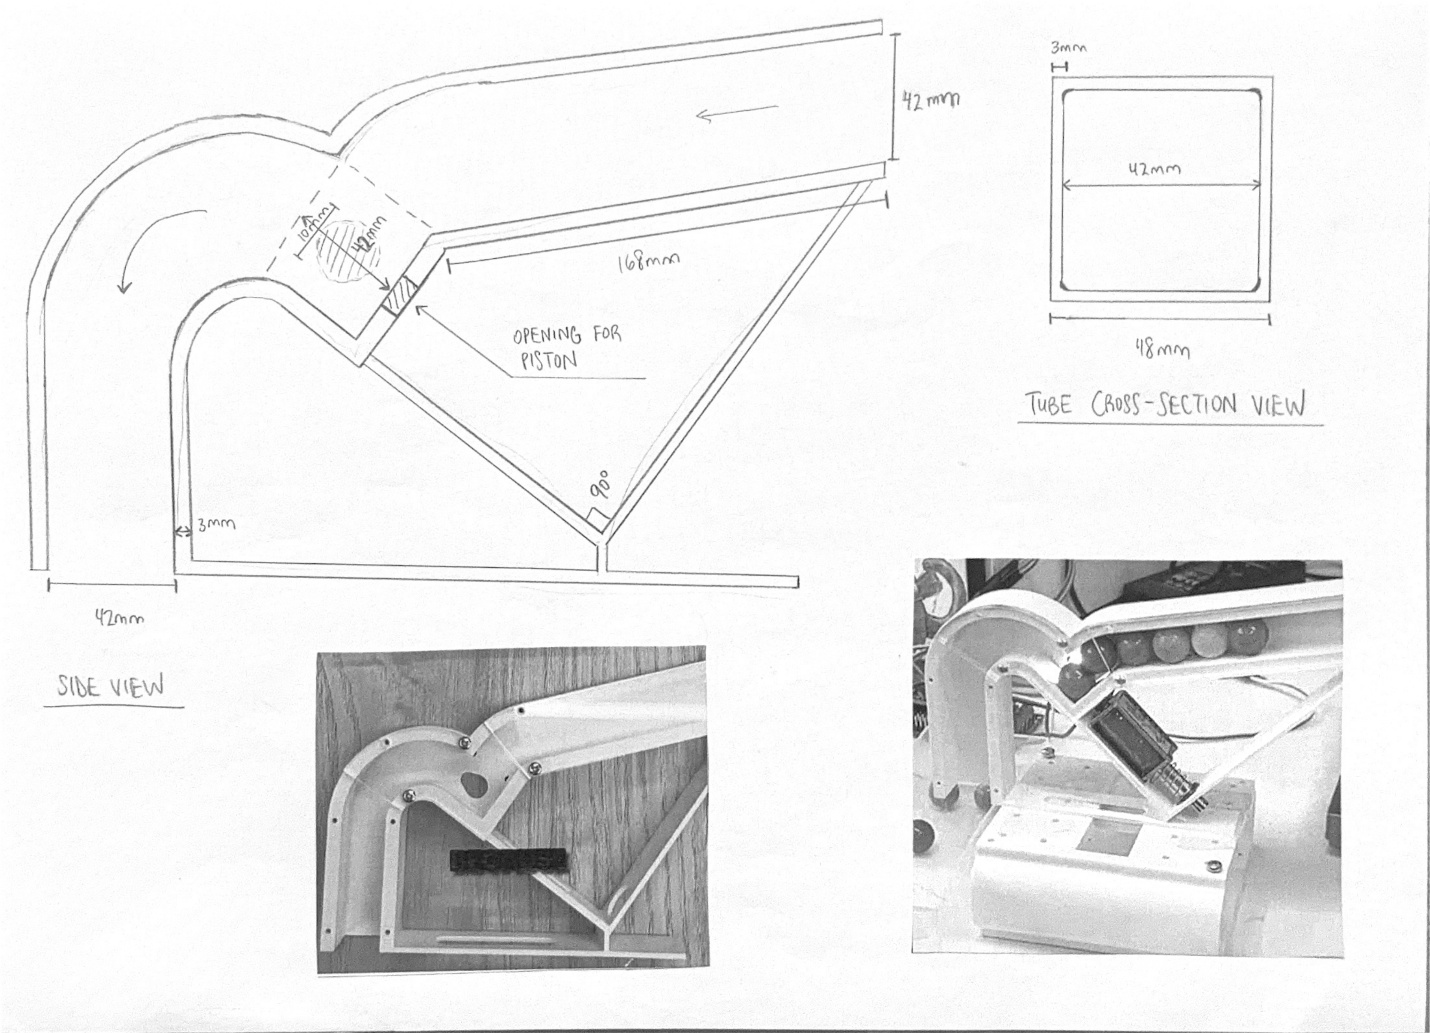 3mm
42mm
42mm
10mm
42mm
168mm
OPENING FOR
PISTON
48mm
TUBE CROSS-SECTION VIEW
90°
3mm
42mm
SIDE VIEW